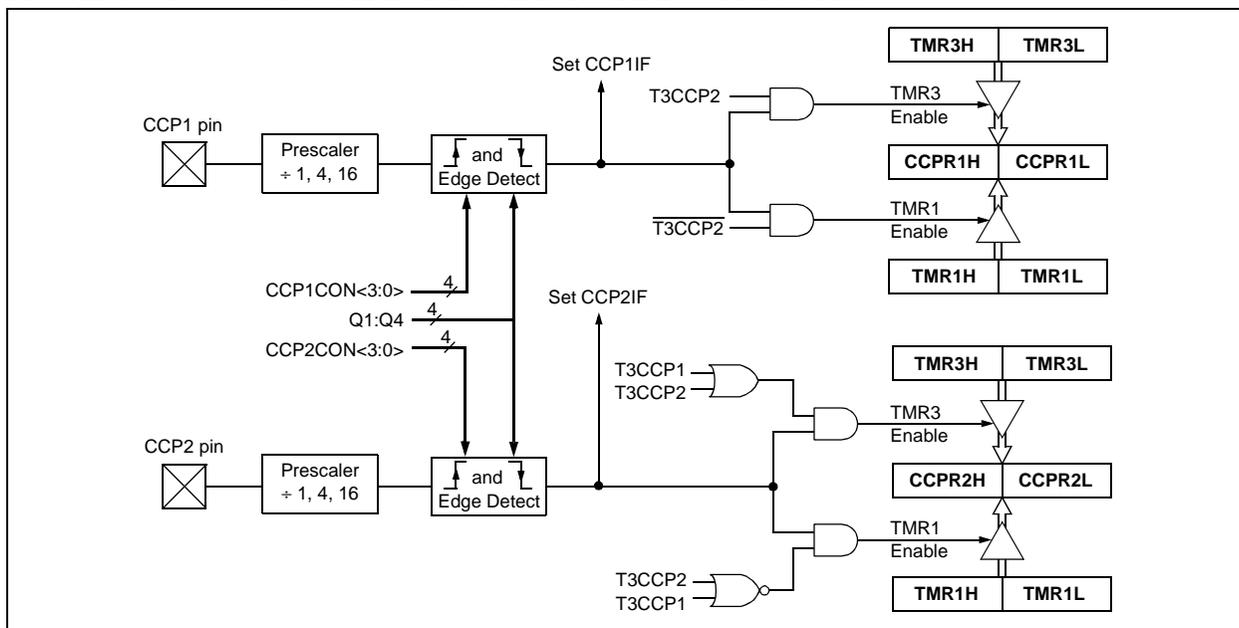 TMR3H TMR3L
Set CCP1IF
T3CCP2
TMR3
Enable
CCP1 pin
Prescaler
÷ 1, 4, 16
and
Edge Detect
CCPR1H CCPR1L
TMR1
Enable
T3CCP2
TMR1H TMR1L
CCP1CON<3:0>
4
Q1:Q4
4
CCP2CON<3:0>
4
Set CCP2IF
TMR3H TMR3L
T3CCP1
T3CCP2
TMR3
Enable
CCP2 pin
Prescaler
÷ 1, 4, 16
and
Edge Detect
CCPR2H CCPR2L
TMR1
Enable
T3CCP2
T3CCP1
TMR1H TMR1L